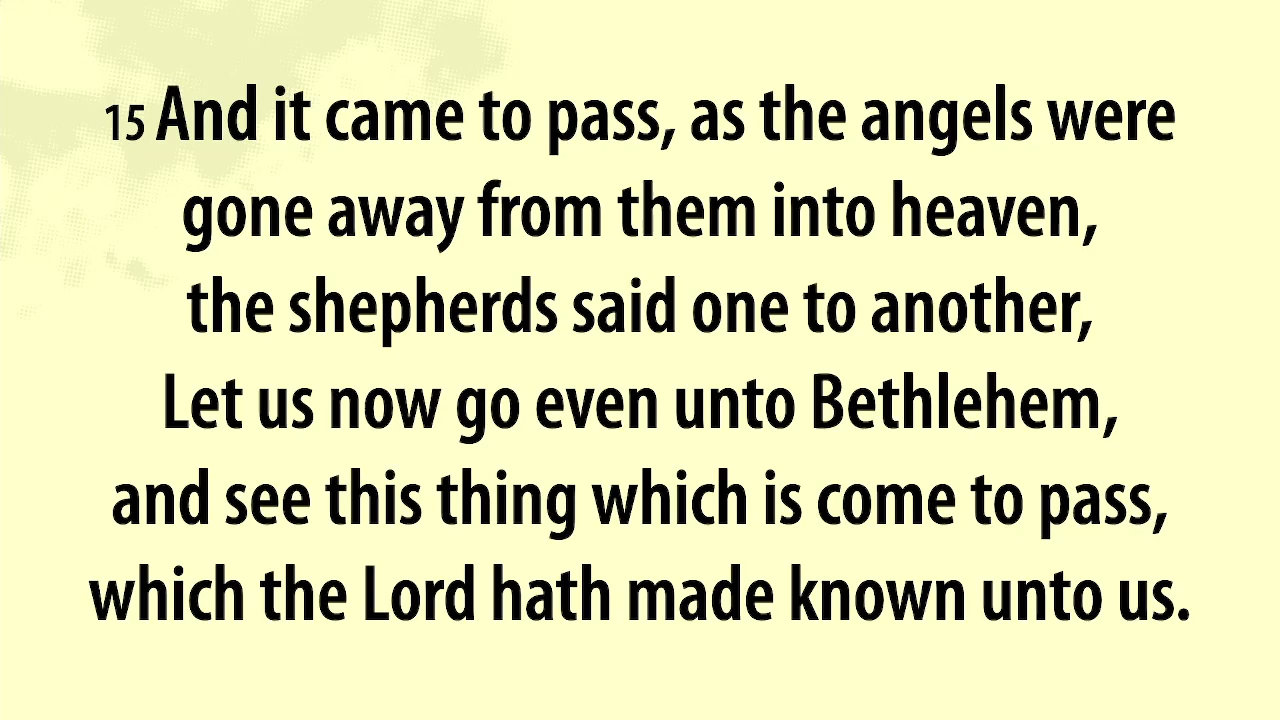 15 And it came to pass, as the angels were
gone away from them into heaven,
the shepherds said one to another,
Let us now go even unto Bethlehem,
and see this thing which is come to pass,
which the Lord hath made known unto us.